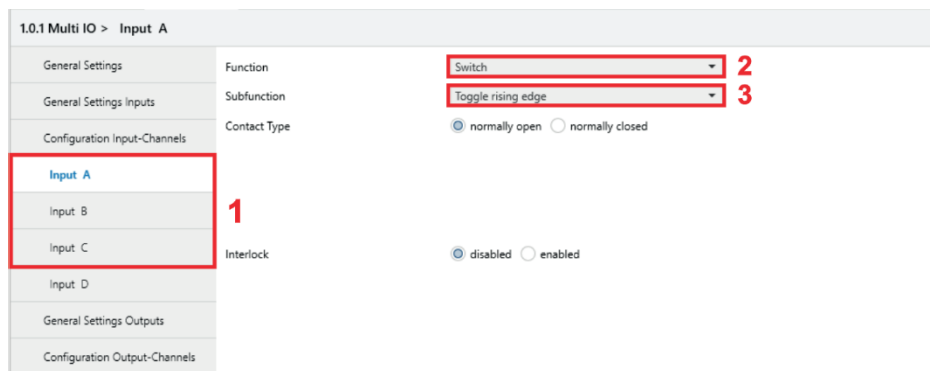 1.0.1 Multi IO > Input A
General Settings
General Settings Inputs
Configuration Input-Channels
Input A
Input B
Input C
Input D
General Settings Outputs
Configuration Output-Channels
1
Function Switch 2
Subfunction Toggle rising edge 3
Contact Type normally open normally closed
Interlock disabled enabled